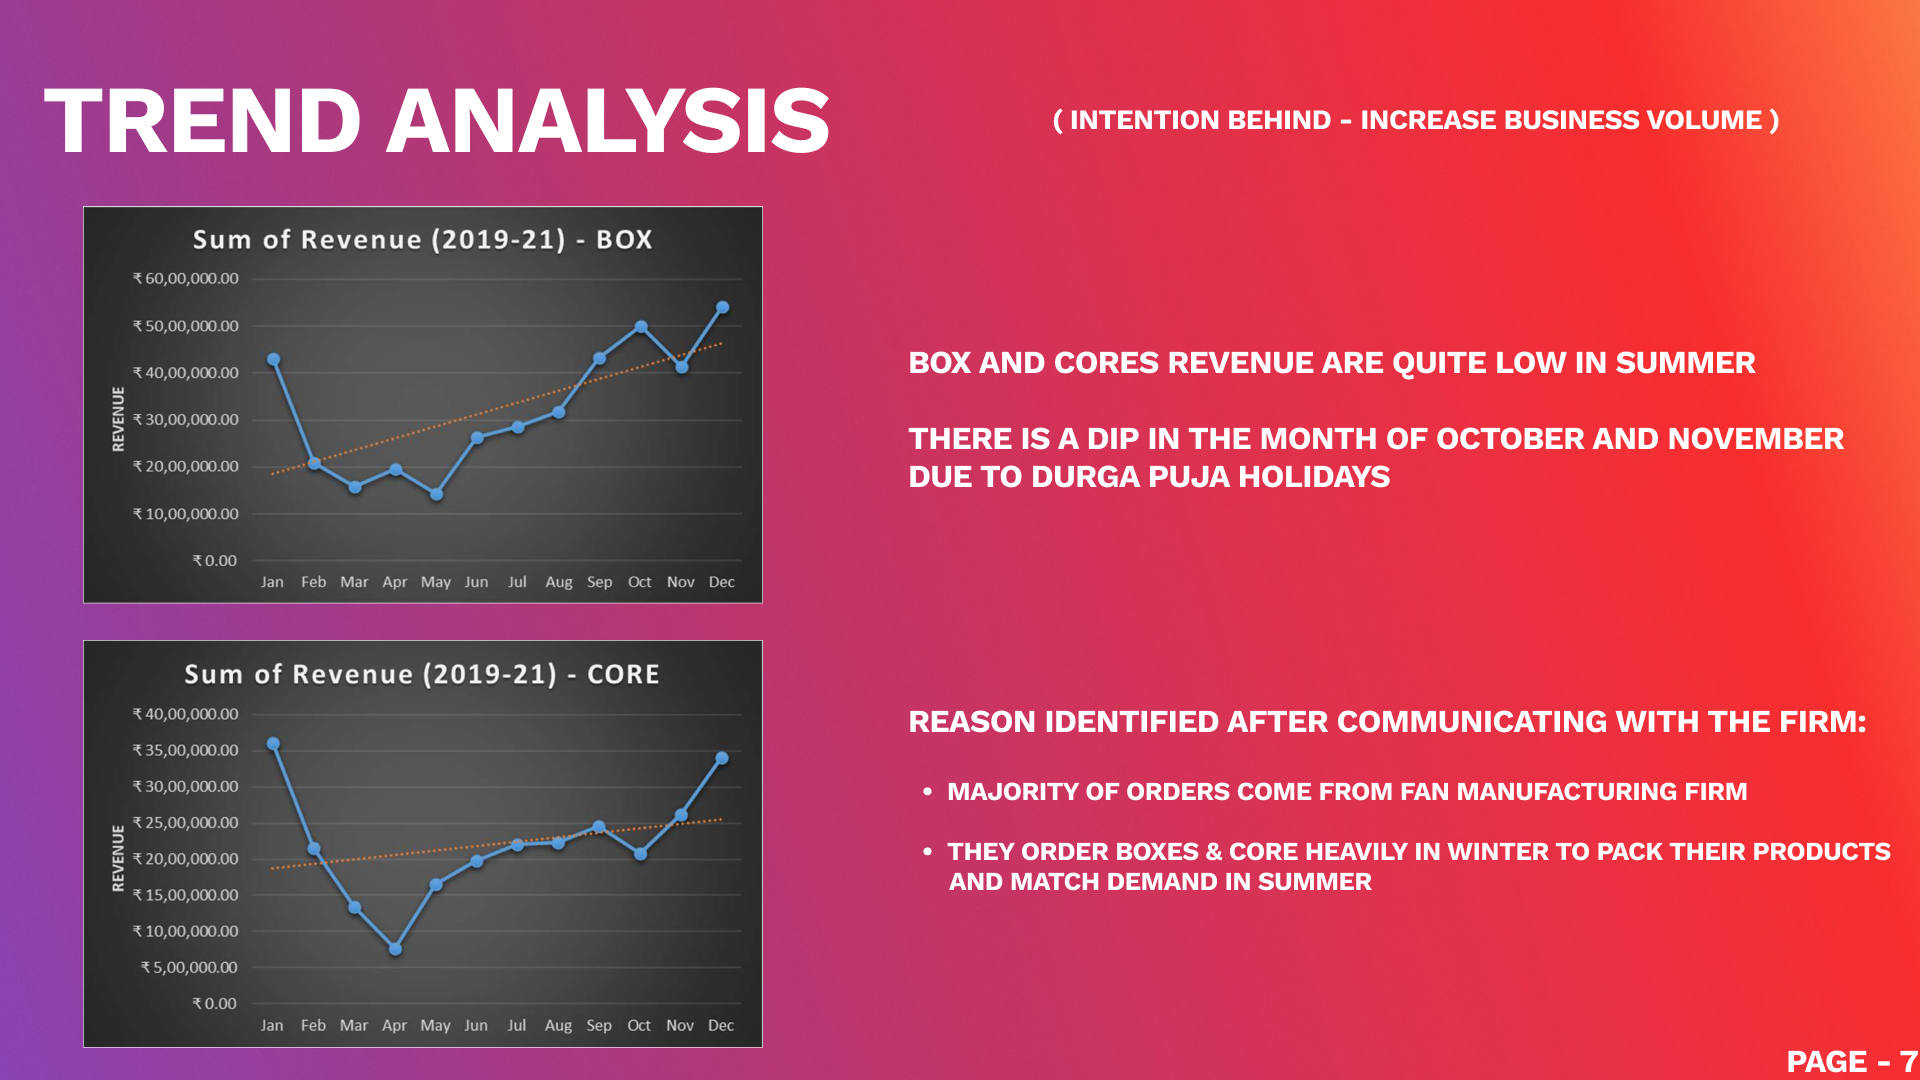 TREND ANALYSIS
( INTENTION BEHIND - INCREASE BUSINESS VOLUME )
Sum of Revenue (2019-21) - BOX
REVENUE
₹ 60,00,000.00
₹ 50,00,000.00
₹ 40,00,000.00
₹ 30,00,000.00
₹ 20,00,000.00
₹ 10,00,000.00
₹ 0.00
Jan Feb Mar Apr May Jun Jul Aug Sep Oct Nov Dec
BOX AND CORES REVENUE ARE QUITE LOW IN SUMMER
THERE IS A DIP IN THE MONTH OF OCTOBER AND NOVEMBER
DUE TO DURGA PUJA HOLIDAYS
Sum of Revenue (2019-21) - CORE
REVENUE
₹ 40,00,000.00
₹ 35,00,000.00
₹ 30,00,000.00
₹ 25,00,000.00
₹ 20,00,000.00
₹ 15,00,000.00
₹ 10,00,000.00
₹ 5,00,000.00
₹ 0.00
Jan Feb Mar Apr May Jun Jul Aug Sep Oct Nov Dec
REASON IDENTIFIED AFTER COMMUNICATING WITH THE FIRM:
• MAJORITY OF ORDERS COME FROM FAN MANUFACTURING FIRM
• THEY ORDER BOXES & CORE HEAVILY IN WINTER TO PACK THEIR PRODUCTS
AND MATCH DEMAND IN SUMMER
PAGE - 7